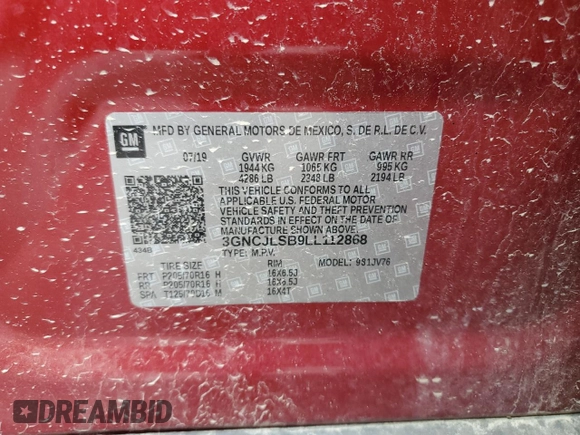 GM
MFD BY GENERAL MOTORS DE MEXICO, S. DE R.L. DE C.V.
07/19 GVWR GAWR FRT GAWR RR
1944 KG 1065 KG 995 KG
4286 LB 2348 LB 2194 LB
THIS VEHICLE CONFORMS TO ALL
APPLICABLE U.S. FEDERAL MOTOR
VEHICLE SAFETY AND THEFT PREVENTION
STANDARDS IN EFFECT ON THE DATE OF
MANUFACTURE SHOWN ABOVE.
434B 3GNCJLSB9LL112868
TYPE: M.P.V. 9S1JV76
TIRE SIZE RIM
FRT P205/70R16 H 16X6.5J
RR P205/70R16 H 16X6.5J
SPA T125/70D16 M 16X4T
DREAMBID